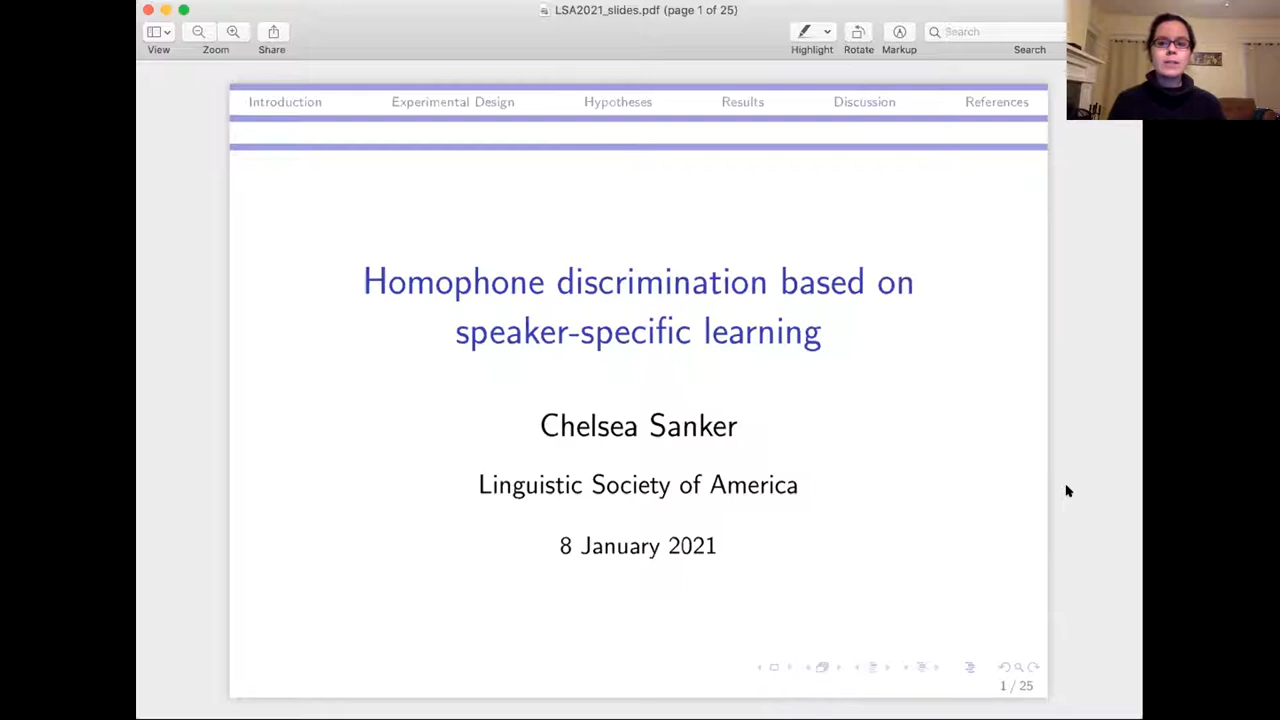 LSA2021_slides.pdf (page 1 of 25)
View Zoom Share Highlight Rotate Markup Search
Search
Introduction Experimental Design Hypotheses Results Discussion References
Homophone discrimination based on
speaker-specific learning
Chelsea Sanker
Linguistic Society of America
8 January 2021
1 / 25